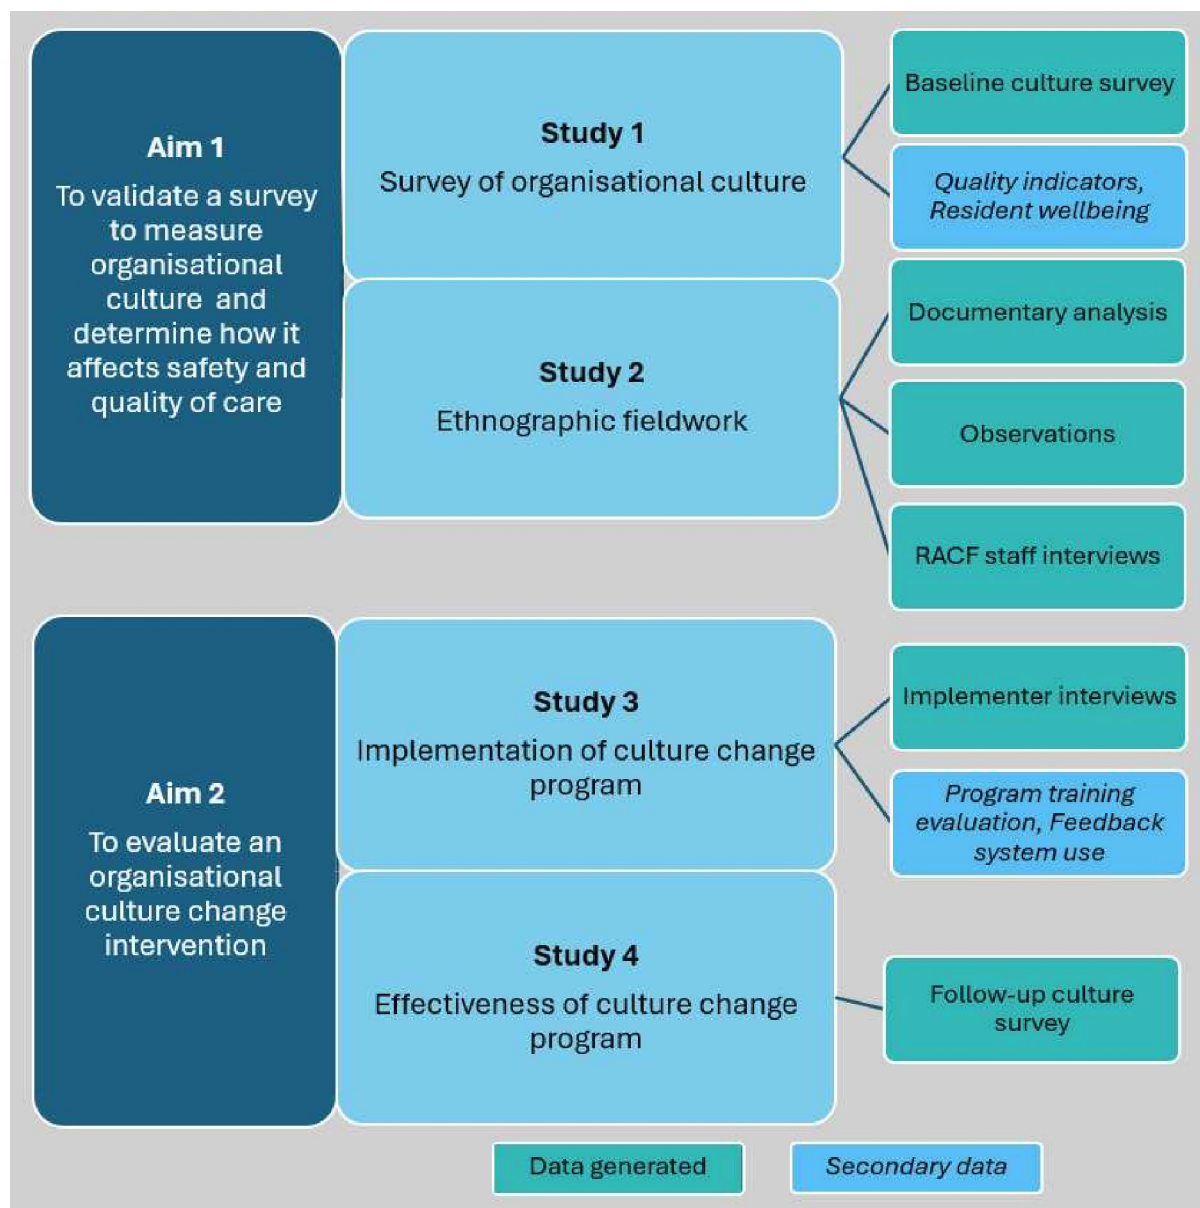 Aim 1
To validate a survey
to measure
organisational
culture and
determine how it
affects safety and
quality of care
Study 1
Survey of organisational culture
Baseline culture survey
Quality indicators,
Resident wellbeing
Study 2
Ethnographic fieldwork
Documentary analysis
Observations
RACF staff interviews
Aim 2
To evaluate an
organisational
culture change
intervention
Study 3
Implementation of culture change
program
Implementer interviews
Program training
evaluation, Feedback
system use
Study 4
Effectiveness of culture change
program
Follow-up culture
survey
Data generated
Secondary data